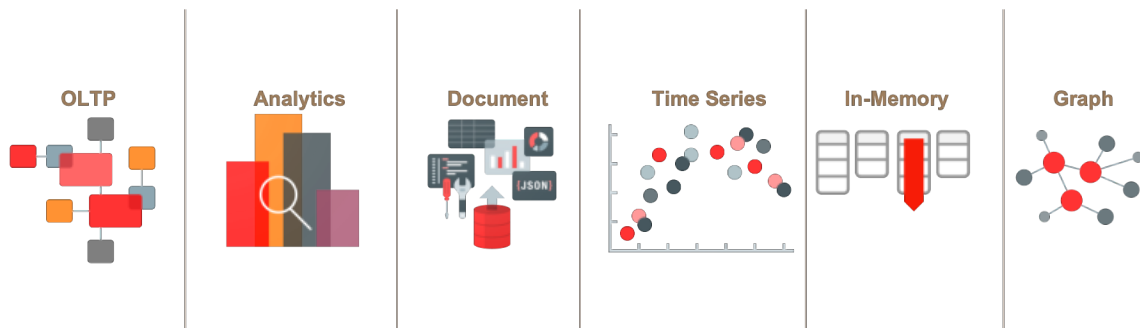 OLTP
Analytics
Document
Time Series
In-Memory
Graph
{JSON}